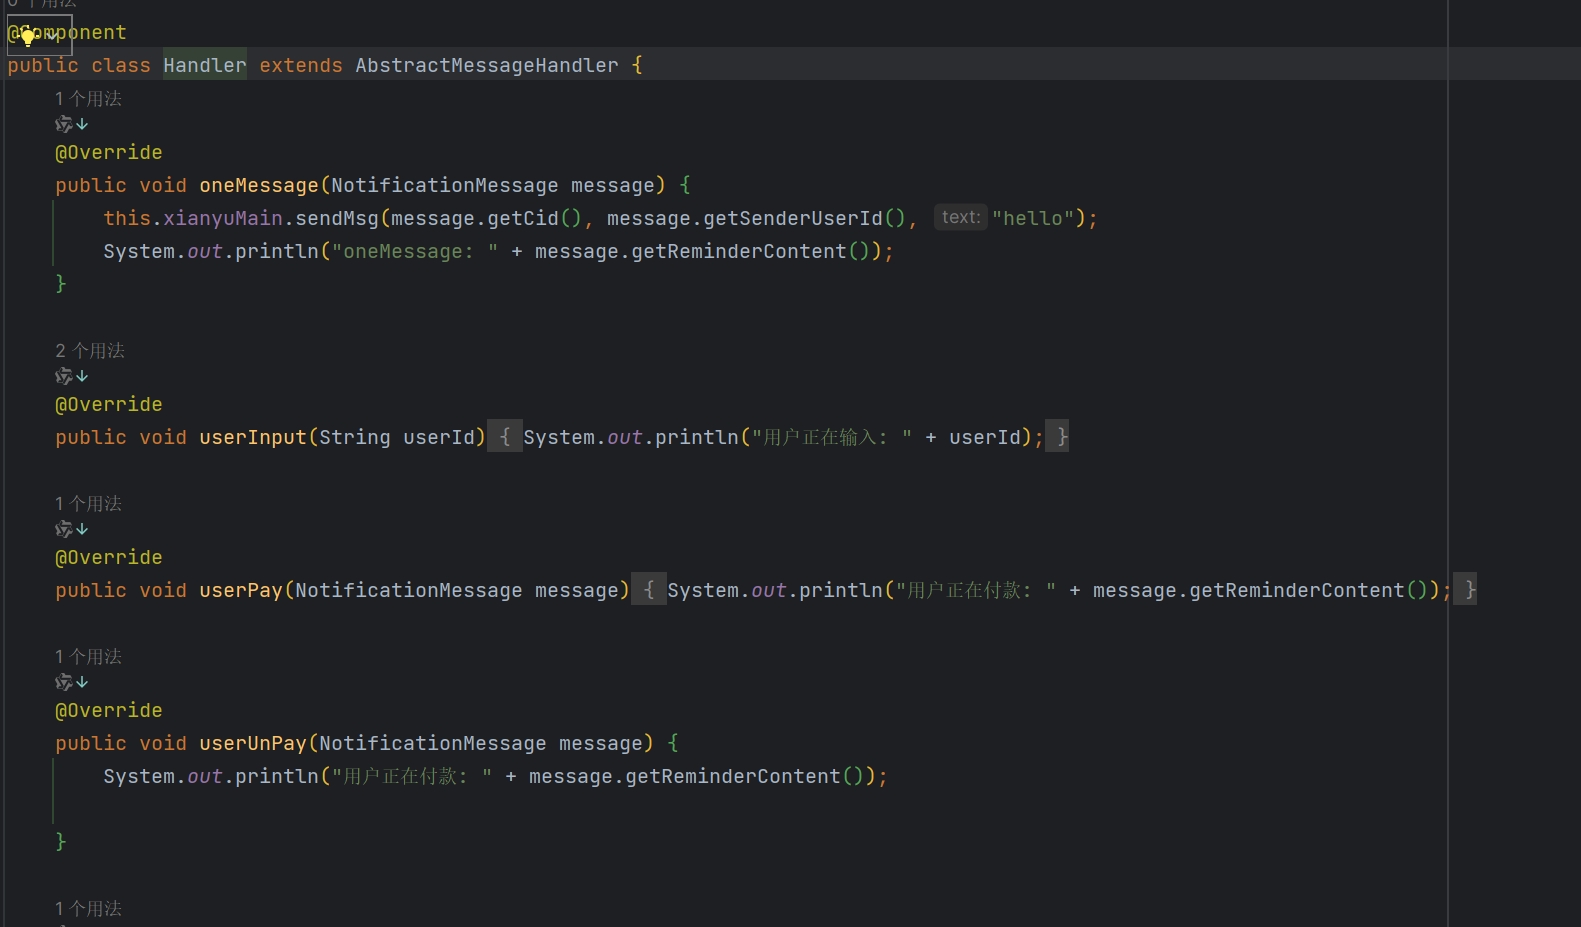 0 个用法
@Component
public class Handler extends AbstractMessageHandler {
1 个用法
@Override
public void oneMessage(NotificationMessage message) {
this.xianyuMain.sendMsg(message.getCid(), message.getSenderUserId(), text: "hello");
System.out.println("oneMessage: " + message.getReminderContent());
}
2 个用法
@Override
public void userInput(String userId) { System.out.println("用户正在输入: " + userId); }
1 个用法
@Override
public void userPay(NotificationMessage message) { System.out.println("用户正在付款: " + message.getReminderContent()); }
1 个用法
@Override
public void userUnPay(NotificationMessage message) {
System.out.println("用户正在付款: " + message.getReminderContent());
}
1 个用法